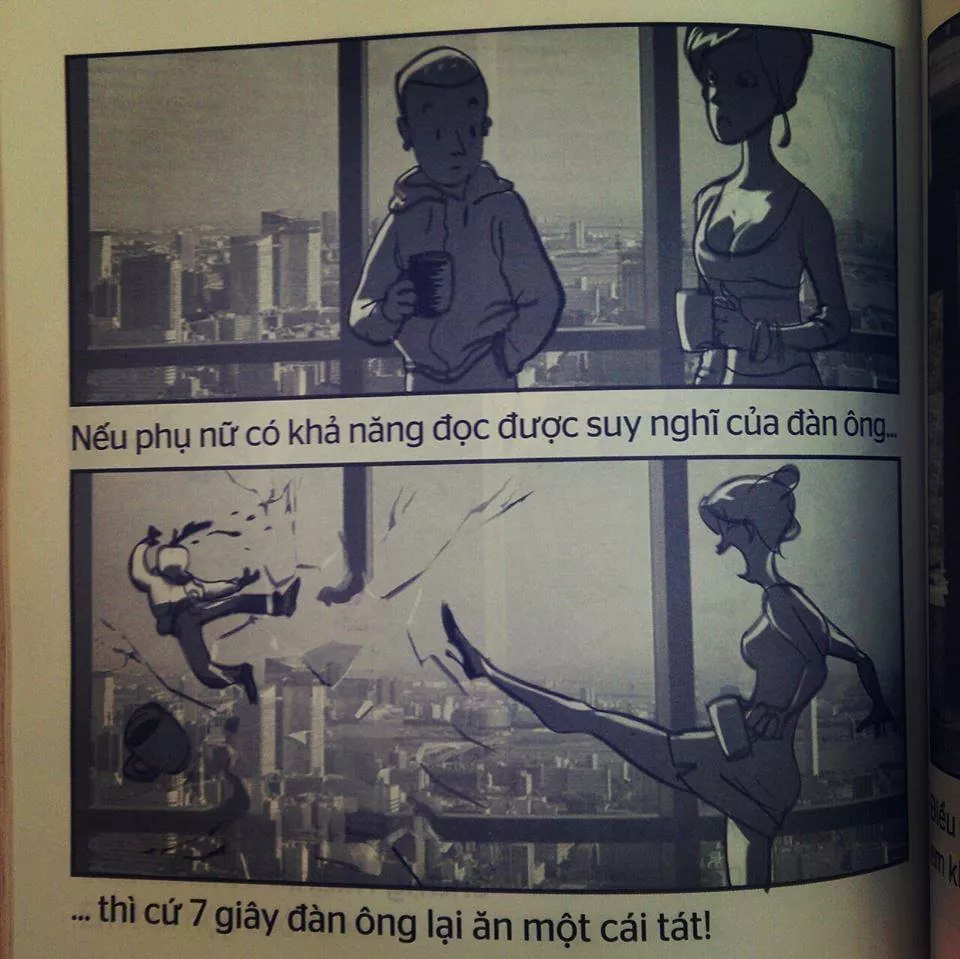 Nếu phụ nữ có khả năng đọc được suy nghĩ của đàn ông...
... thì cứ 7 giây đàn ông lại ăn một cái tát!